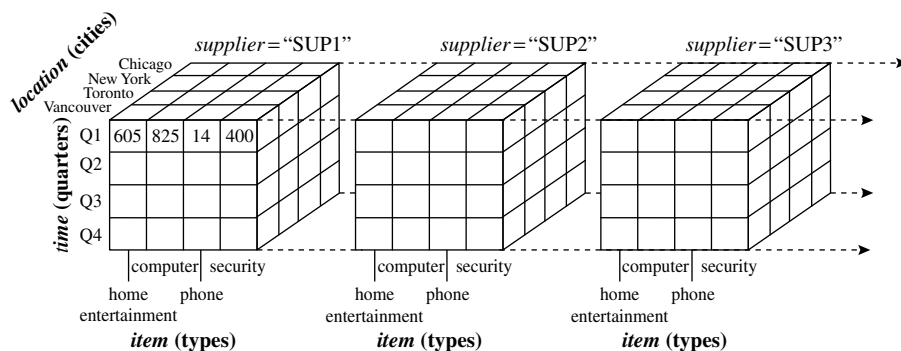 supplier = “SUP1” supplier = “SUP2” supplier = “SUP3”
location (cities)
Chicago
New York
Toronto
Vancouver
time (quarters)
Q1 605 825 14 400
Q2
Q3
Q4
computer security computer security computer security
home phone home phone home phone
entertainment entertainment entertainment
item (types) item (types) item (types)